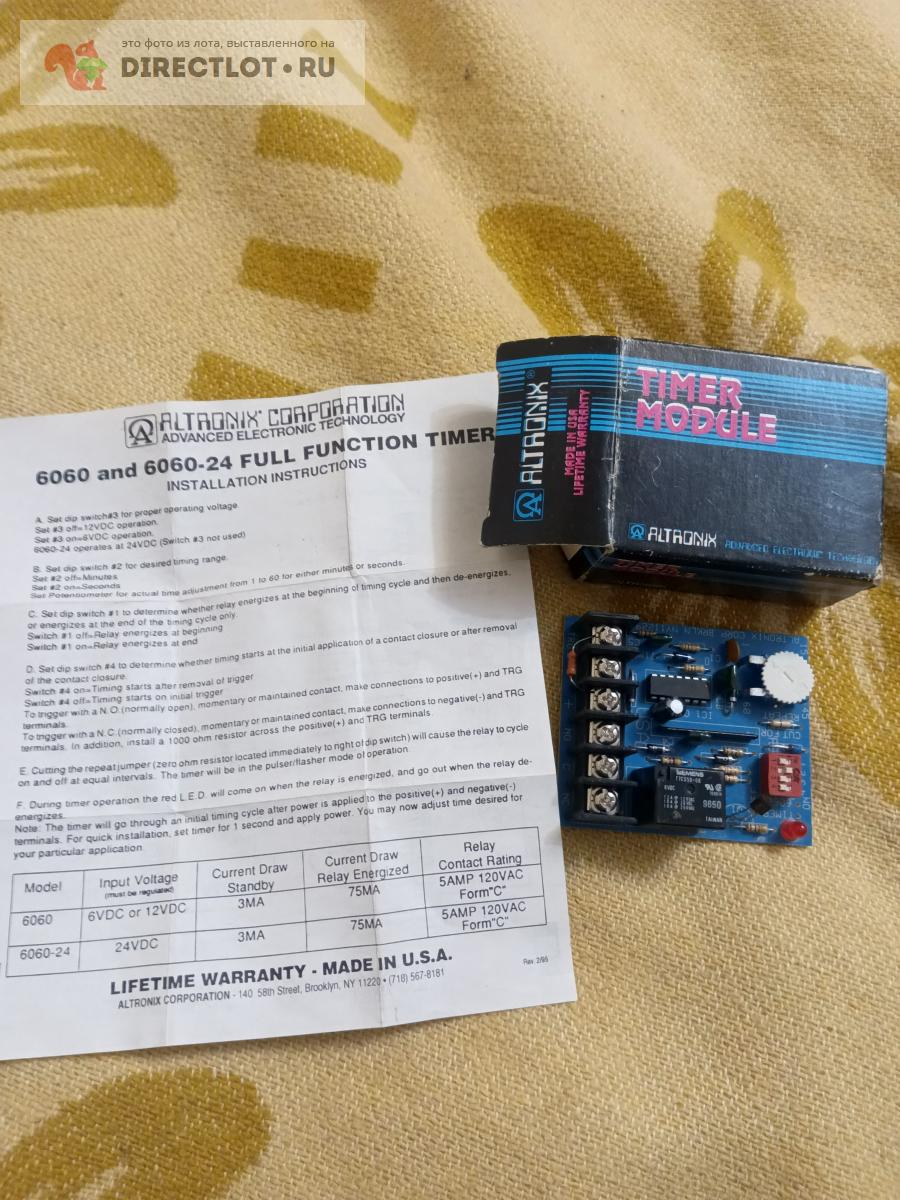 это фото из лота, выставленного на
DIRECTLOT•RU
ALTRONIX® CORPORATION
ADVANCED ELECTRONIC TECHNOLOGY
6060 and 6060-24 FULL FUNCTION TIMER
INSTALLATION INSTRUCTIONS
A. Set dip switch#3 for proper operating voltage.
Set #3 off=12VDC operation.
Set #3 on=6VDC operation.
6060-24 operates at 24VDC (Switch #3 not used)
B. Set dip switch #2 for desired timing range.
Set #2 off=Minutes
Set #2 on=Seconds
Set Potentiometer for actual time adjustment from 1 to 60 for either minutes or seconds.
C. Set dip switch #1 to determine whether relay energizes at the beginning of timing cycle and then de-energizes,
or energizes at the end of the timing cycle only.
Switch #1 off=Relay energizes at beginning
Switch #1 on=Relay energizes at end
D. Set dip switch #4 to determine whether timing starts at the initial application of a contact closure or after removal
of the contact closure.
Switch #4 on=Timing starts after removal of trigger
Switch #4 off=Timing starts on initial trigger
To trigger with a N.O.(normally open), momentary or maintained contact, make connections to positive(+) and TRG
terminals.
To trigger with a N.C.(normally closed), momentary or maintained contact, make connections to negative(-) and TRG
terminals. In addition, install a 1000 ohm resistor across the positive(+) and TRG terminals.
E. Cutting the repeat jumper (zero ohm resistor located immediately to right of dip switch) will cause the relay to cycle
on and off at equal intervals. The timer will be in the pulser/flasher mode of operation.
F. During timer operation the red L.E.D. will come on when the relay is energized, and go out when the relay de-
energizes.
Note: The timer will go through an initial timing cycle after power is applied to the positive(+) and negative(-)
terminals. For quick installation, set timer for 1 second and apply power. You may now adjust time desired for
your particular application.
Model Input Voltage (must be regulated) Current Draw Standby Current Draw Relay Energized Relay Contact Rating
6060 6VDC or 12VDC 3MA 75MA 5AMP 120VAC Form"C"
6060-24 24VDC 3MA 75MA 5AMP 120VAC Form"C"
LIFETIME WARRANTY - MADE IN U.S.A.
ALTRONIX CORPORATION - 140 58th Street, Brooklyn, NY 11220 • (718) 567-8181
Rev. 2/95
ALTRONIX®
MADE IN USA
LIFETIME WARRANTY
TIMER
MODULE
ALTRONIX ADVANCED ELECTRONIC TECHNOLOGY
SIEMENS
6VDC
9650
TAIWAN